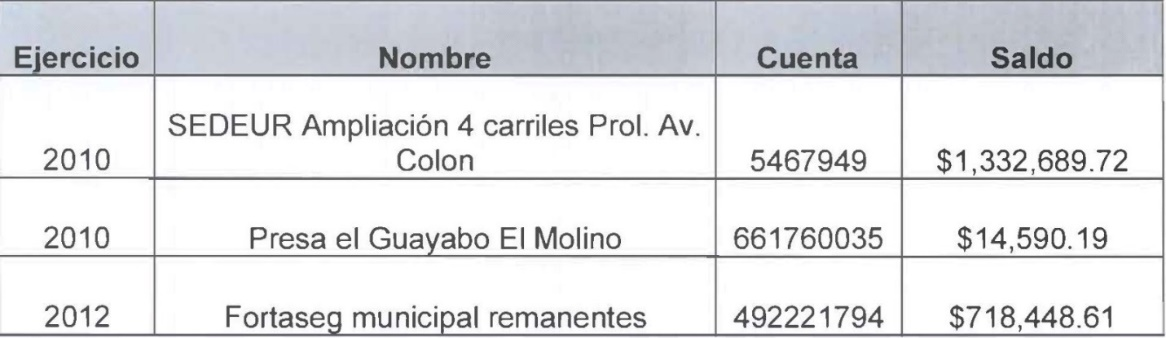 Ejercicio Nombre Cuenta Saldo
SEDEUR Ampliación 4 carriles Prol. Av.
2010 Colon 5467949 $1,332,689.72
2010 Presa el Guayabo El Molino 661760035 $14,590.19
2012 Fortaseg municipal remanentes 492221794 $718,448.61